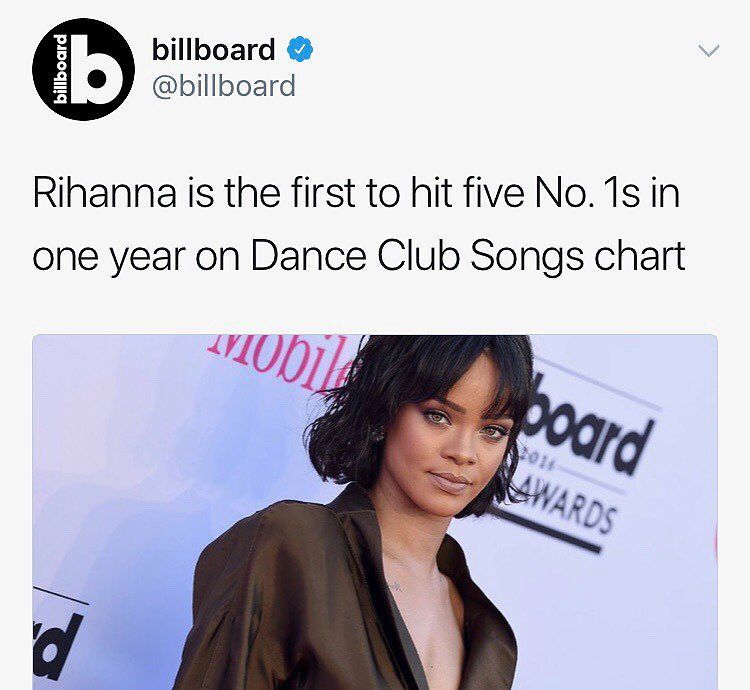 billboard
billboard
@billboard
Rihanna is the first to hit five No. 1s in
one year on Dance Club Songs chart
Mobile
board
2016
AWARDS
rd